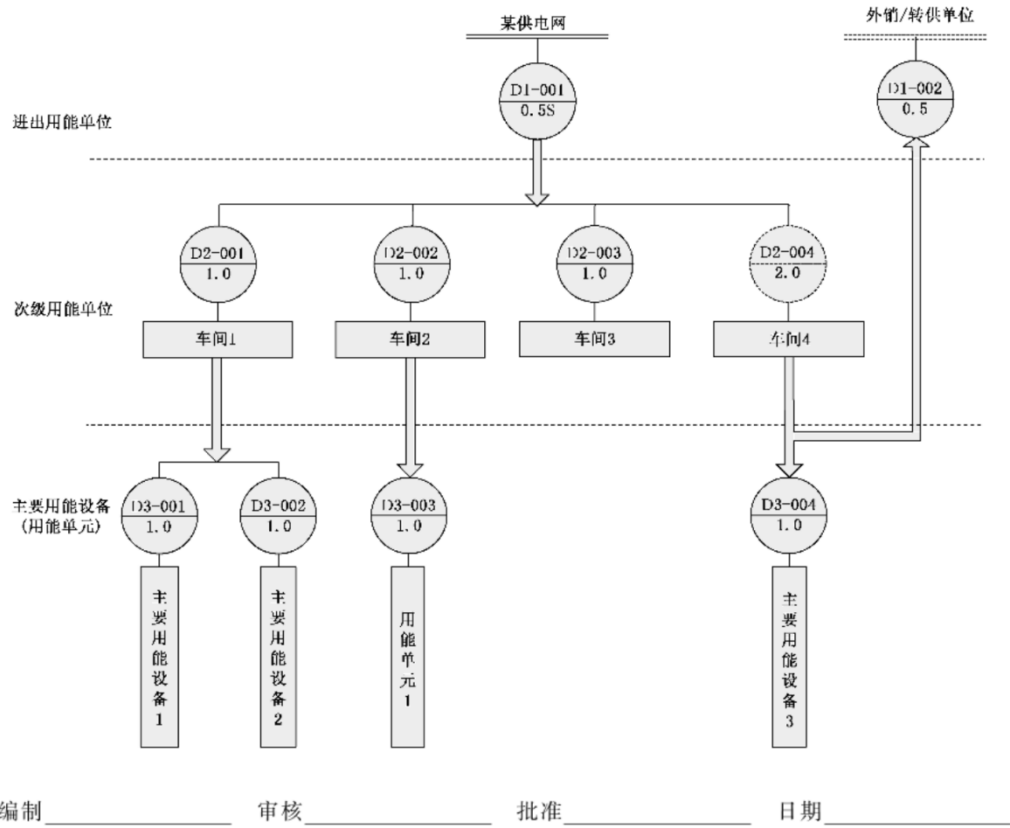 某供电网
外销/转供单位
D1-001
0.5S
D1-002
0.5
进出用能单位
D2-001
1.0
D2-002
1.0
D2-003
1.0
D2-004
2.0
次级用能单位
车间1
车间2
车间3
车间4
主要用能设备
(用能单元)
D3-001
1.0
D3-002
1.0
D3-003
1.0
D3-004
1.0
主要用能设备1
主要用能设备2
用能单元1
主要用能设备3
编制 审核 批准 日期